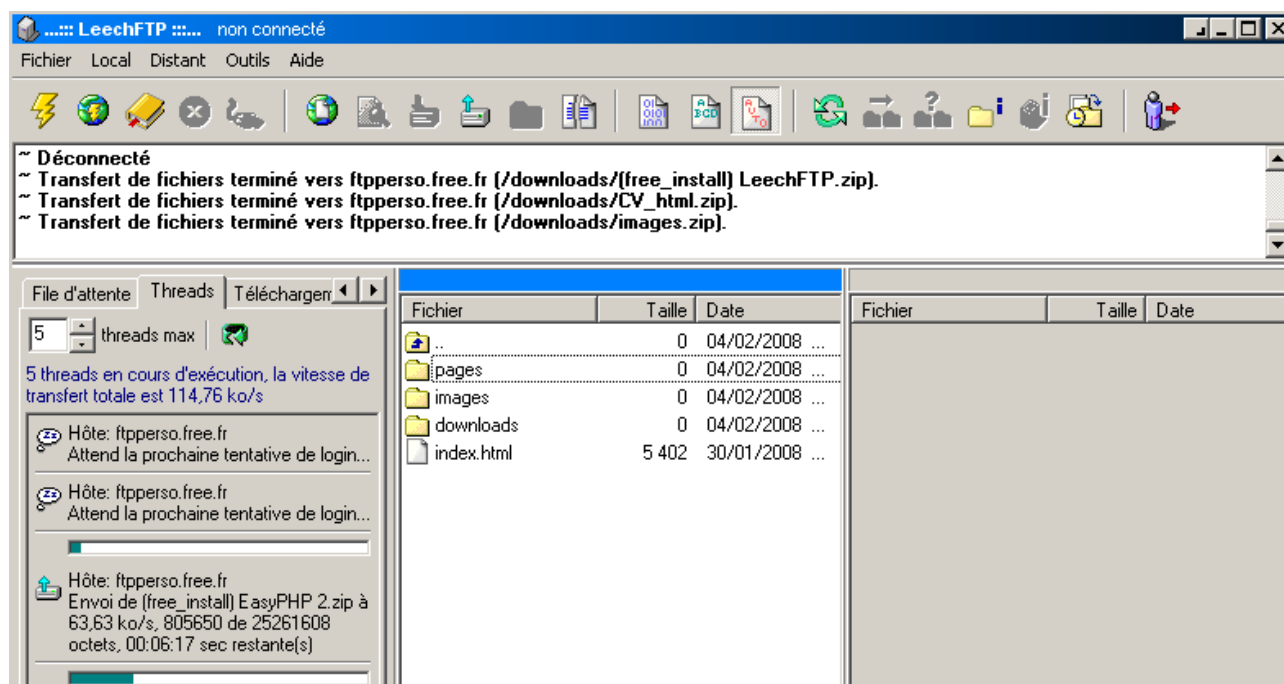 ...::: LeechFTP :::... non connecté
Fichier Local Distant Outils Aide
~ Déconnecté
~ Transfert de fichiers terminé vers ftpperso.free.fr (/downloads/(free_install) LeechFTP.zip).
~ Transfert de fichiers terminé vers ftpperso.free.fr (/downloads/CV_html.zip).
~ Transfert de fichiers terminé vers ftpperso.free.fr (/downloads/images.zip).
File d'attente Threads Téléchargem
5 threads max
5 threads en cours d'exécution, la vitesse de
transfert totale est 114,76 ko/s
Hôte: ftpperso.free.fr
Attend la prochaine tentative de login...
Hôte: ftpperso.free.fr
Attend la prochaine tentative de login...
Hôte: ftpperso.free.fr
Envoi de (free_install) EasyPHP 2.zip à
63,63 ko/s, 805650 de 25261608
octets, 00:06:17 sec restante(s)
Fichier Taille Date
.. 0 04/02/2008 ...
pages 0 04/02/2008 ...
images 0 04/02/2008 ...
downloads 0 04/02/2008 ...
index.html 5 402 30/01/2008 ...
Fichier Taille Date